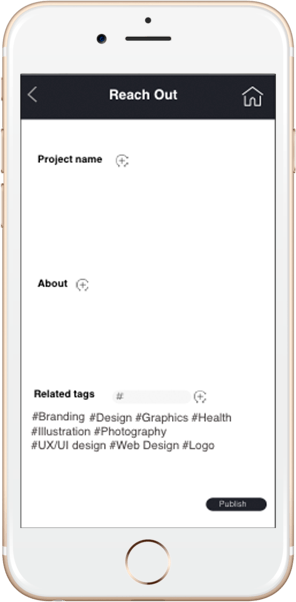 Reach Out
Project name
About
Related tags #
#Branding #Design #Graphics #Health
#Illustration #Photography
#UX/UI design #Web Design #Logo
Publish